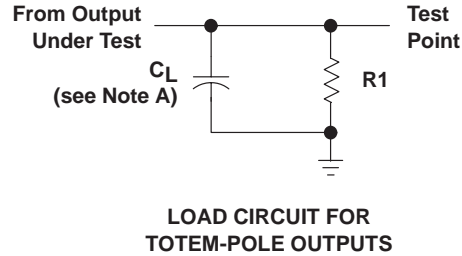 From Output
Under Test
Test
Point
CL
(see Note A)
R1
LOAD CIRCUIT FOR
TOTEM-POLE OUTPUTS